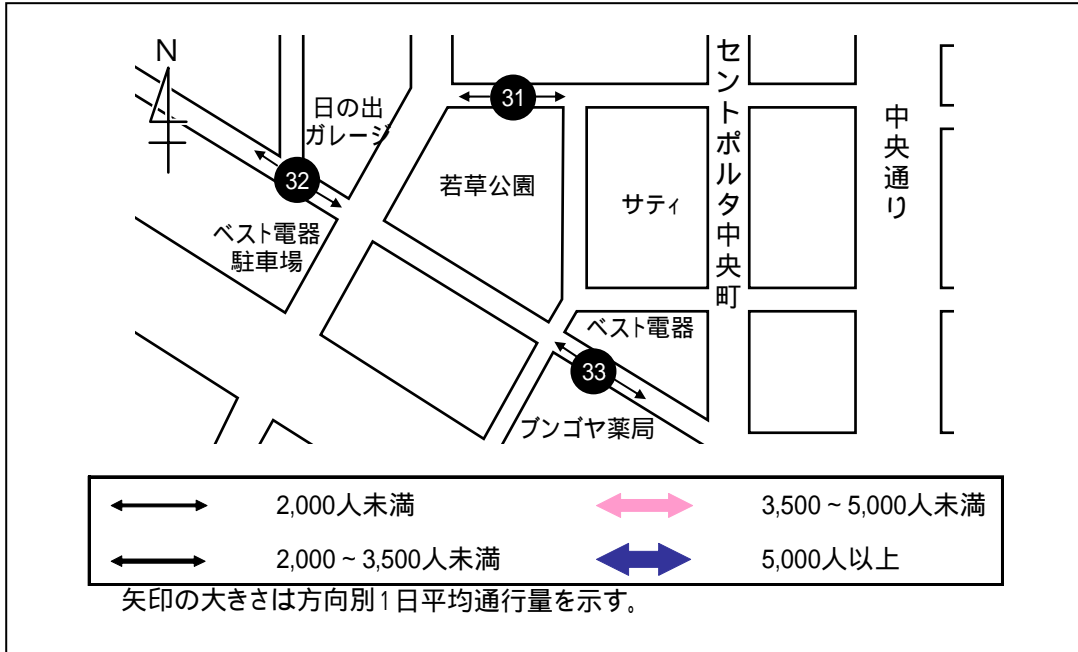 N
日の出
ガレージ
31
32
若草公園
サティ
セントポルタ中央町
中央通り
ベスト電器
駐車場
ベスト電器
33
ブンゴヤ薬局
2,000人未満
3,500~5,000人未満
2,000~3,500人未満
5,000人以上
矢印の大きさは方向別1日平均通行量を示す。